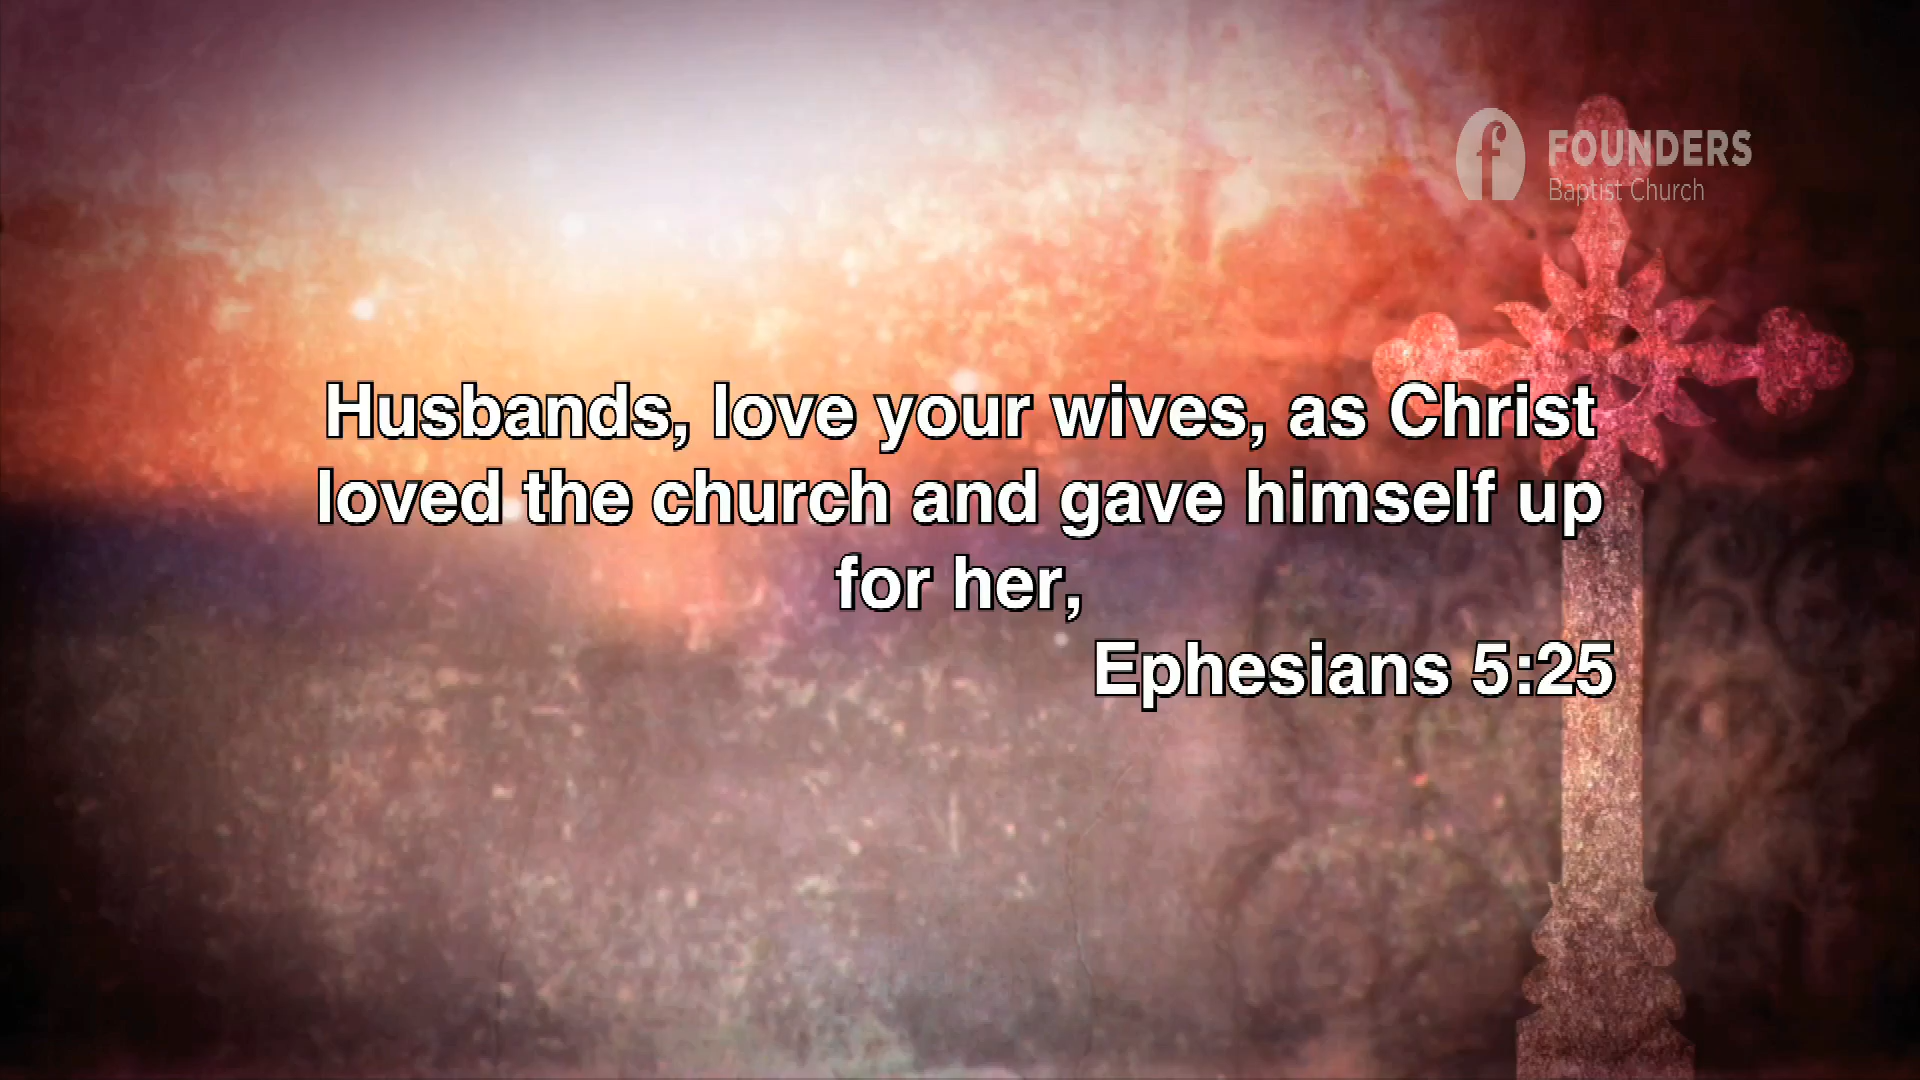 FOUNDERS
Baptist Church
Husbands, love your wives, as Christ
loved the church and gave himself up
for her,
Ephesians 5:25